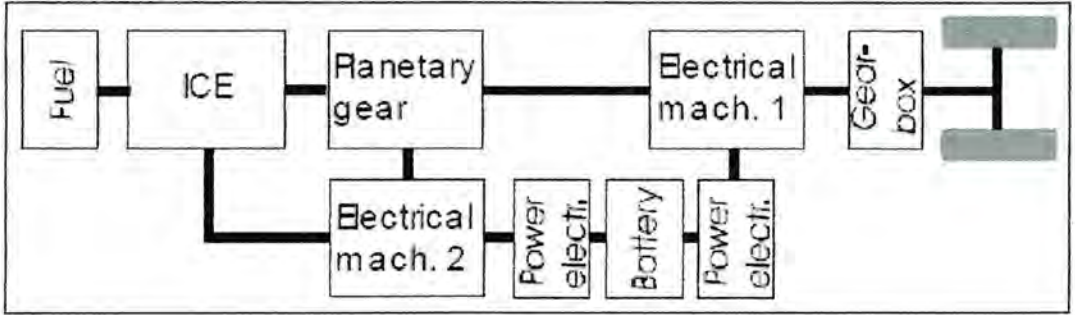 Fuel
ICE
Planetary
gear
Electrical
mach. 1
Gear-
box
Electrical
mach. 2
Power
electr.
Battery
Power
electr.